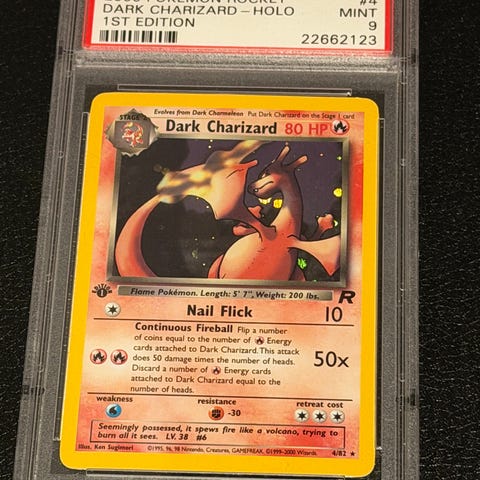 2000 POKEMON ROCKET #4
DARK CHARIZARD - HOLO MINT
1ST EDITION 9
22662123
Evolves from Dark Charmeleon Put Dark Charizard on the Stage 1 card
STAGE 2
Dark Charizard 80 HP
Flame Pokémon. Length: 5' 7", Weight: 200 lbs.
EDITION
1
R
Nail Flick 10
Continuous Fireball Flip a
number of coins equal to the number of Energy
cards attached to Dark Charizard. This attack
does 50 damage times the number of heads.
Discard a number of Energy cards
attached to Dark Charizard equal to the
number of heads.
50x
weakness resistance retreat cost
-30
Seemingly possessed, it spews fire like a volcano, trying to
burn all it sees. LV. 38 #6
Illus. Ken Sugimori ©1995, 96, 98 Nintendo, Creatures, GAMEFREAK. ©1999-2000 Wizards. 4/82 ★